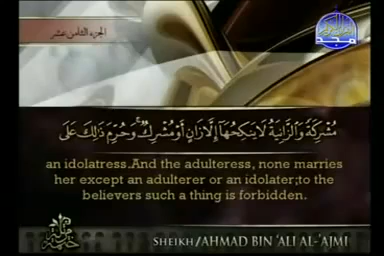 الجزء الثامن عشر
مُشْرِكَةً وَٱلزَّانِيَةُ لَا يَنكِحُهَآ إِلَّا زَانٍ أَوْ مُشْرِكٌ ۚ وَحُرِّمَ ذَٰلِكَ عَلَى
an idolatress.And the adulteress, none marries
her except an adulterer or an idolater;to the
believers such a thing is forbidden.
SHEIKH/AHMAD BIN 'ALI AL-'AJMI